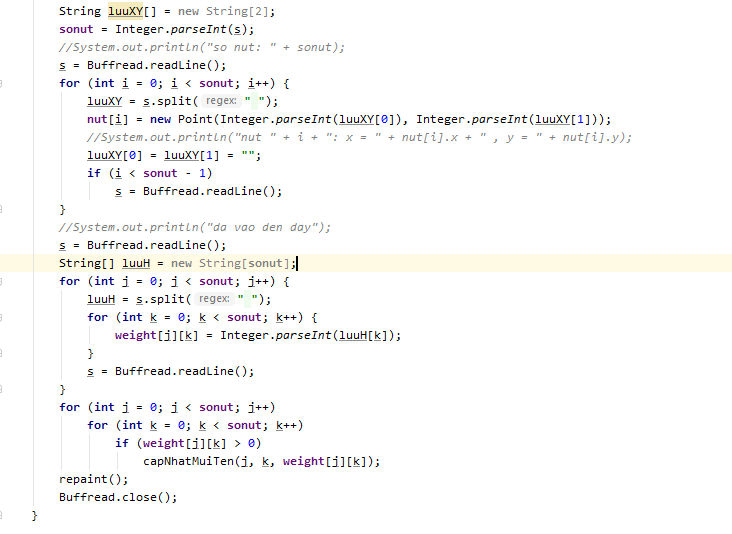 String luuXY[] = new String[2];
sonut = Integer.parseInt(s);
//System.out.println("so nut: " + sonut);
s = Buffread.readLine();
for (int i = 0; i < sonut; i++) {
luuXY = s.split( regex: " ");
nut[i] = new Point(Integer.parseInt(luuXY[0]), Integer.parseInt(luuXY[1]));
//System.out.println("nut " + i + ": x = " + nut[i].x + " , y = " + nut[i].y);
luuXY[0] = luuXY[1] = "";
if (i < sonut - 1)
s = Buffread.readLine();
}
//System.out.println("da vao den day");
s = Buffread.readLine();
String[] luuH = new String[sonut];
for (int j = 0; j < sonut; j++) {
luuH = s.split( regex: " ");
for (int k = 0; k < sonut; k++) {
weight[j][k] = Integer.parseInt(luuH[k]);
}
s = Buffread.readLine();
}
for (int j = 0; j < sonut; j++)
for (int k = 0; k < sonut; k++)
if (weight[j][k] > 0)
capNhatMuiTen(j, k, weight[j][k]);
repaint();
Buffread.close();
}